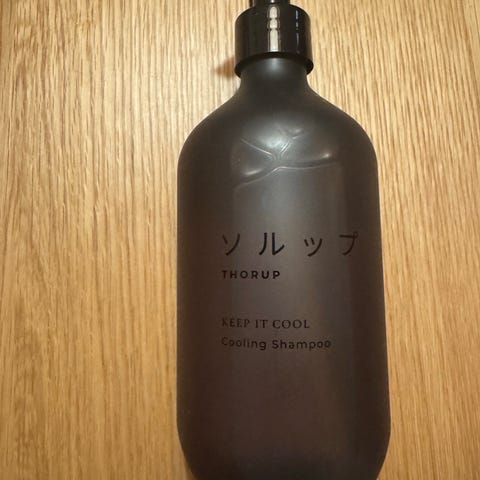 ソルップ
THORUP
KEEP IT COOL
Cooling Shampoo